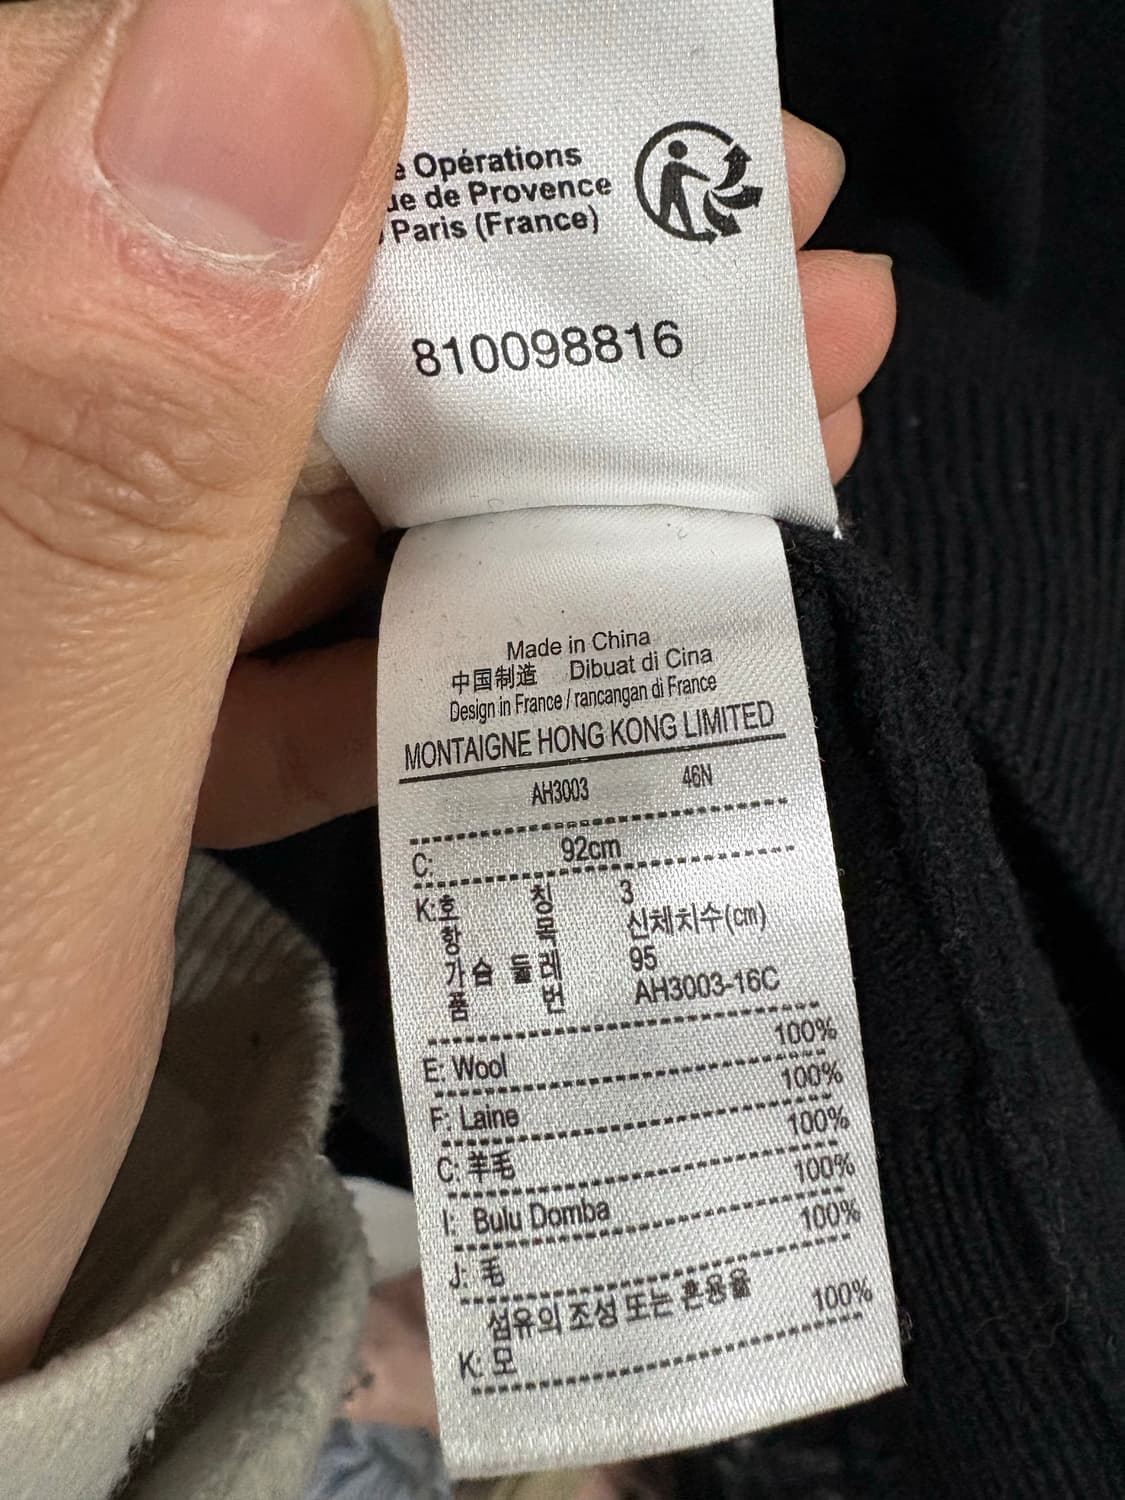 Opérations
de Provence
Paris (France)
810098816
Made in China
中国制造 Dibuat di Cina
Design in France / rancangan di France
MONTAIGNE HONG KONG LIMITED
AH3003 46N
C: 92cm
K:호 칭 3
항 목 신체치수(cm)
가슴 둘레 95
품 번 AH3003-16C
E: Wool 100%
F: Laine 100%
C: 羊毛 100%
I: Bulu Domba 100%
J: 毛 100%
섬유의 조성 또는 혼용율
K: 모 100%